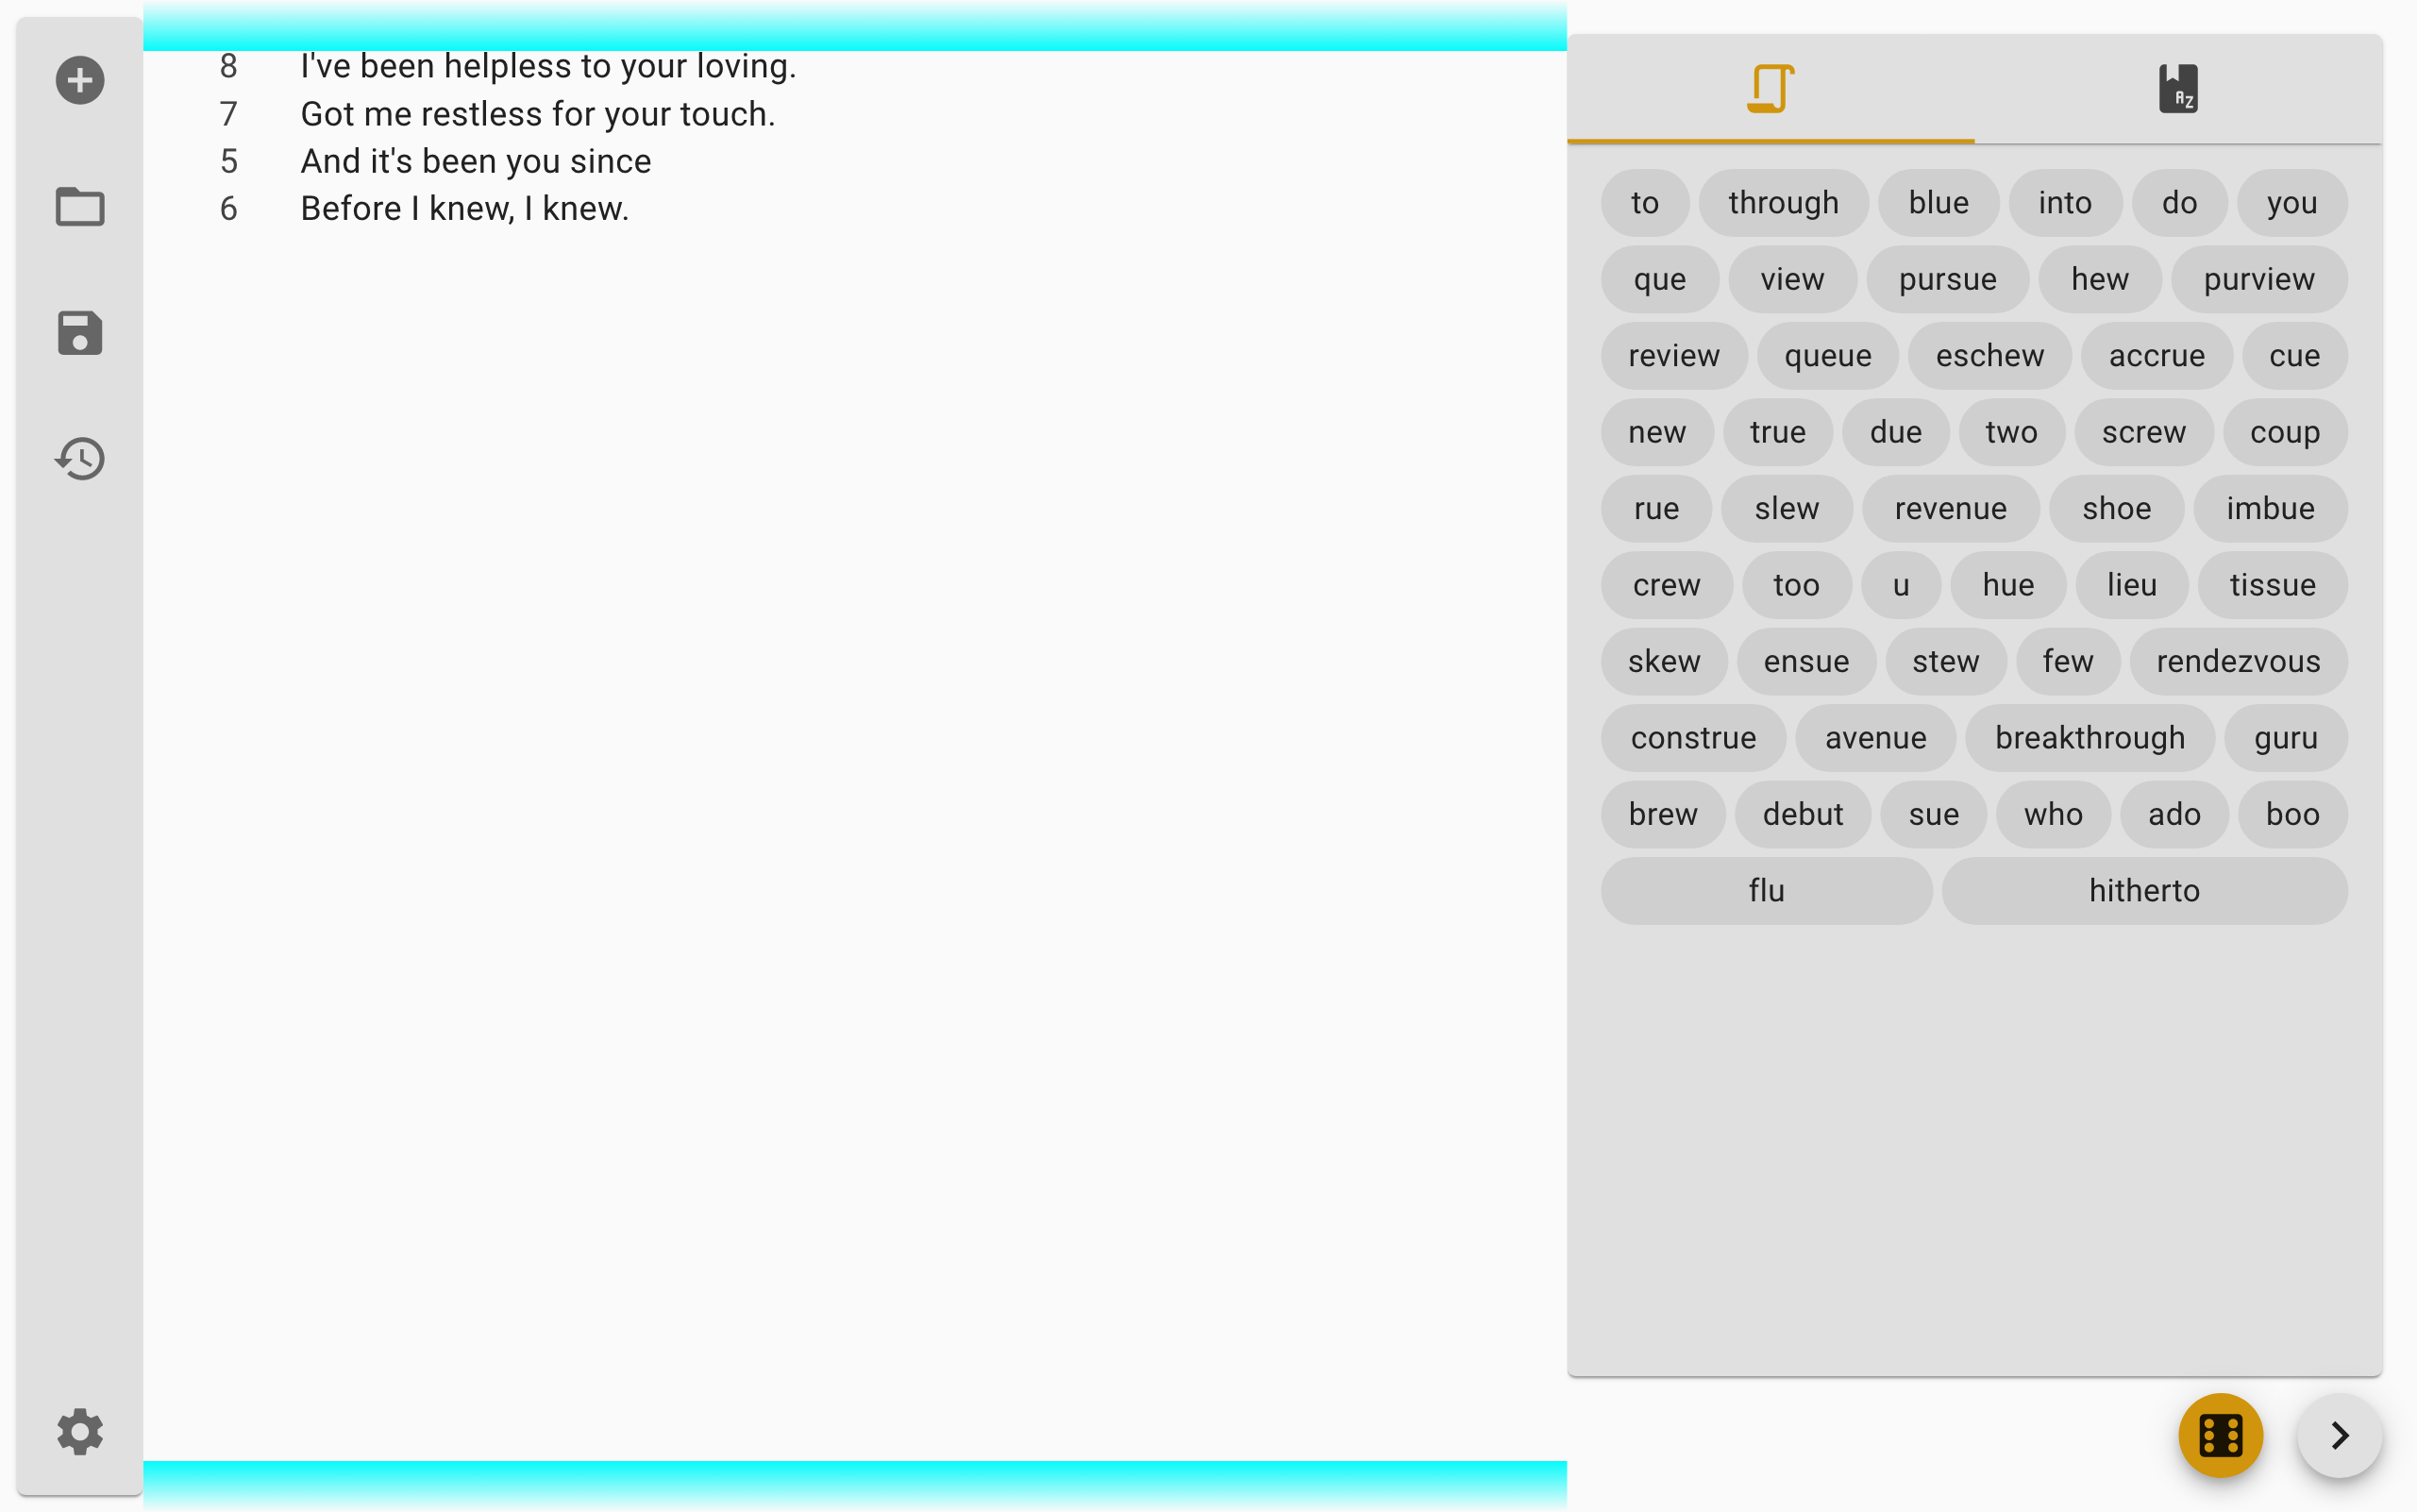 8 I've been helpless to your loving.
7 Got me restless for your touch.
5 And it's been you since
6 Before I knew, I knew.
AZ
to through blue into do you
que view pursue hew purview
review queue eschew accrue cue
new true due two screw coup
rue slew revenue shoe imbue
crew too u hue lieu tissue
skew ensue stew few rendezvous
construe avenue breakthrough guru
brew debut sue who ado boo
flu hitherto